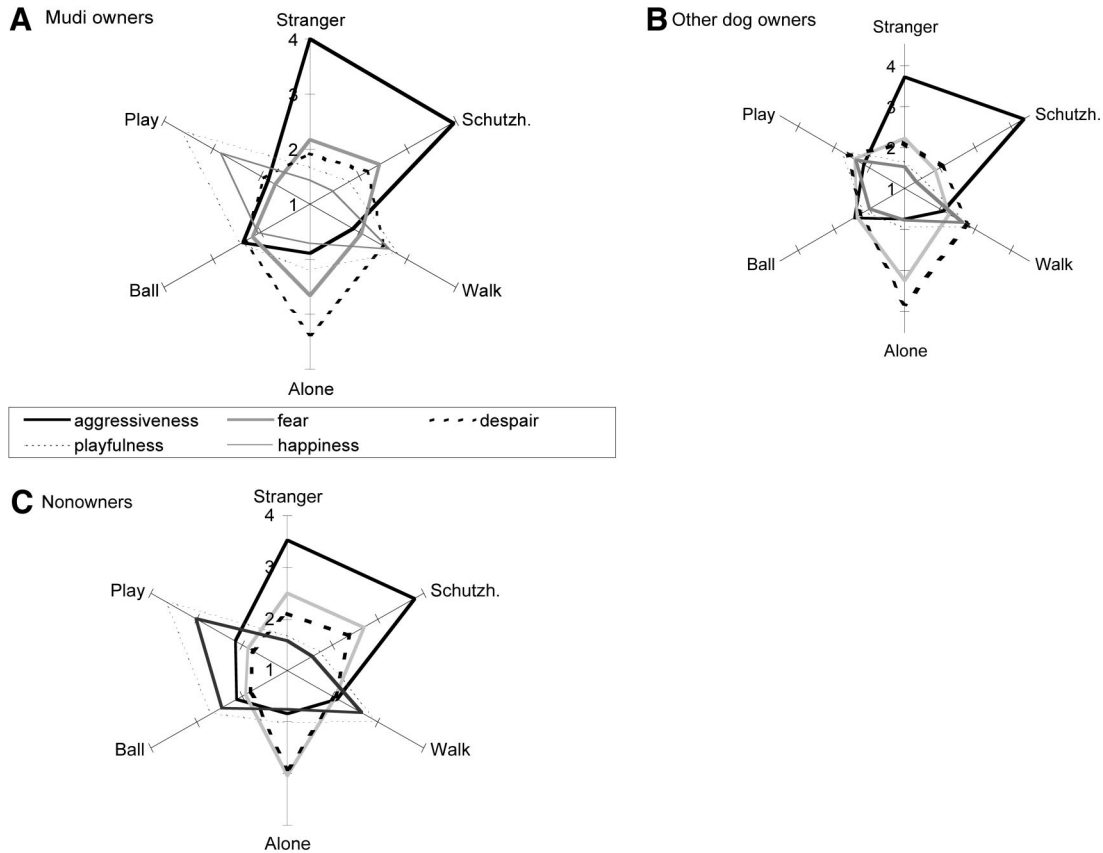 A Mudi owners
Stranger
4
3
2
1
Play
Schutzh.
Ball
Walk
Alone
B Other dog owners
Stranger
4
3
2
1
Play
Schutzh.
Ball
Walk
Alone
aggressiveness fear despair
playfulness happiness
C Nonowners
Stranger
4
3
2
1
Play
Schutzh.
Ball
Walk
Alone